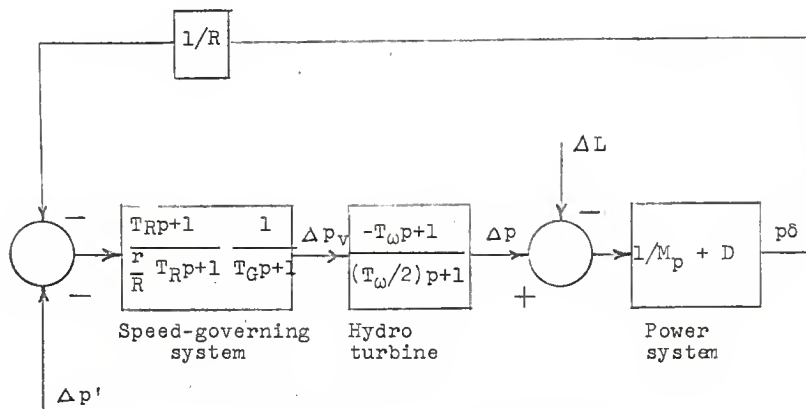 1/R
ΔL
− − −
T_Rp+1 1
r/R T_Rp+1 T_Gp+1
Δp_v
-T_ωp+1
(T_ω/2)p+1
Δp
+
1/M_p + D
pδ
Speed-governing system
Hydro turbine
Power system
Δp'